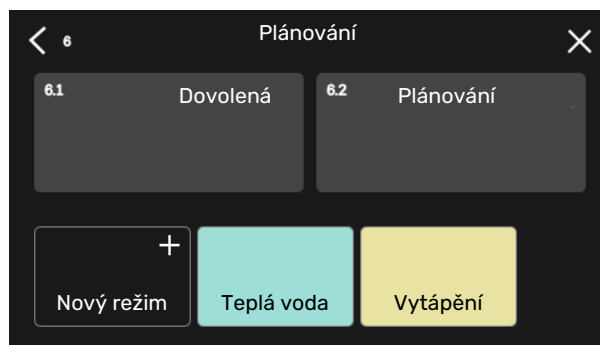 6 Plánování
6.1 Dovolená
6.2 Plánování
Nový režim
Teplá voda
Vytápění